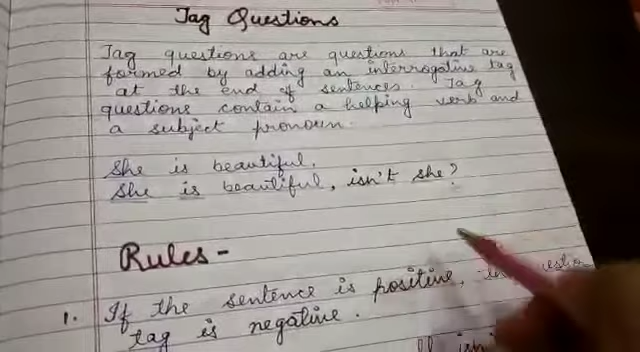 Tag Questions
Tag questions are questions that are
formed by adding an interrogative tag
at the end of sentences. Tag
questions contain a helping verb and
a subject pronoun.
She is beautiful.
She is beautiful, isn't she?
Rules-
1. If the sentence is positive,
tag is negative.